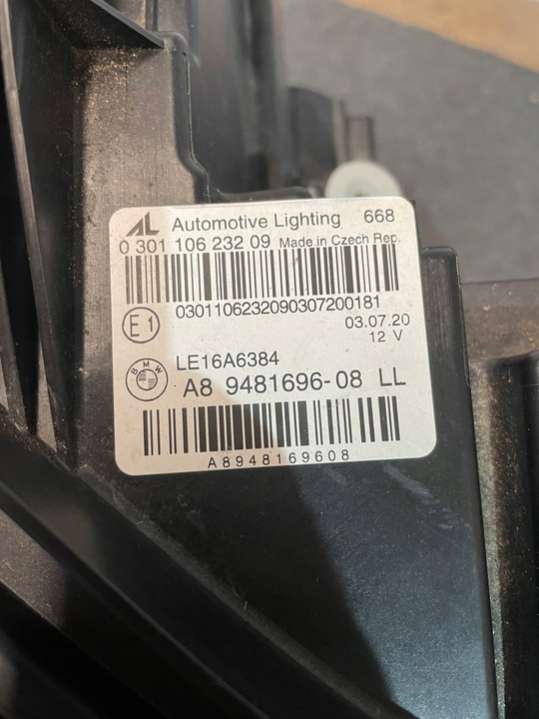 AL Automotive Lighting 668
0 301 106 232 09 Made in Czech Rep.
0301106232090307200181
E1
03.07.20
12 V
BMW
LE16A6384
A8 9481696-08 LL
A8948169608